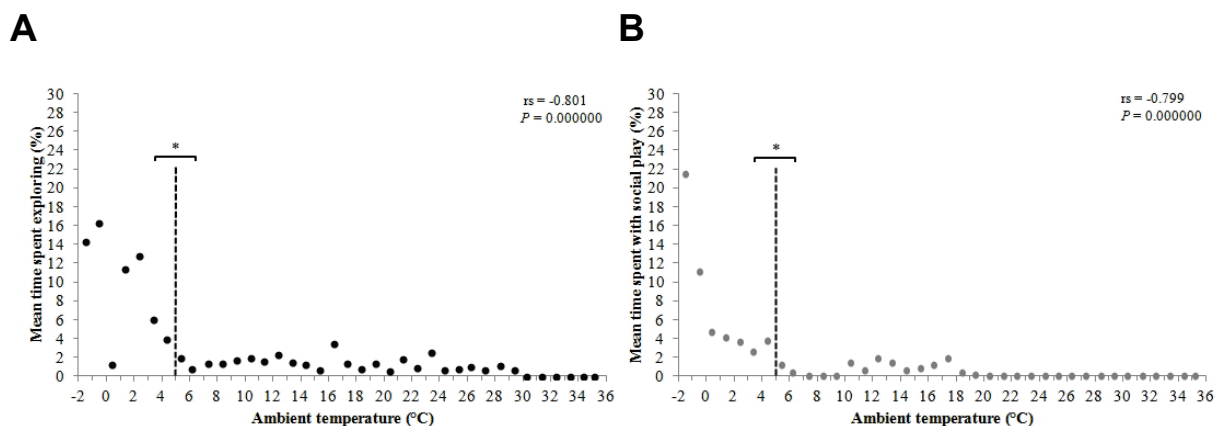 A
Mean time spent exploring (%)
30
28
26
24
22
20
18
16
14
12
10
8
6
4
2
0
rs = -0.801
P = 0.000000
*
-2 0 2 4 6 8 10 12 14 16 18 20 22 24 26 28 30 32 34 36
Ambient temperature (°C)
B
Mean time spent with social play (%)
30
28
26
24
22
20
18
16
14
12
10
8
6
4
2
0
rs = -0.799
P = 0.000000
*
-2 0 2 4 6 8 10 12 14 16 18 20 22 24 26 28 30 32 34 36
Ambient temperature (°C)